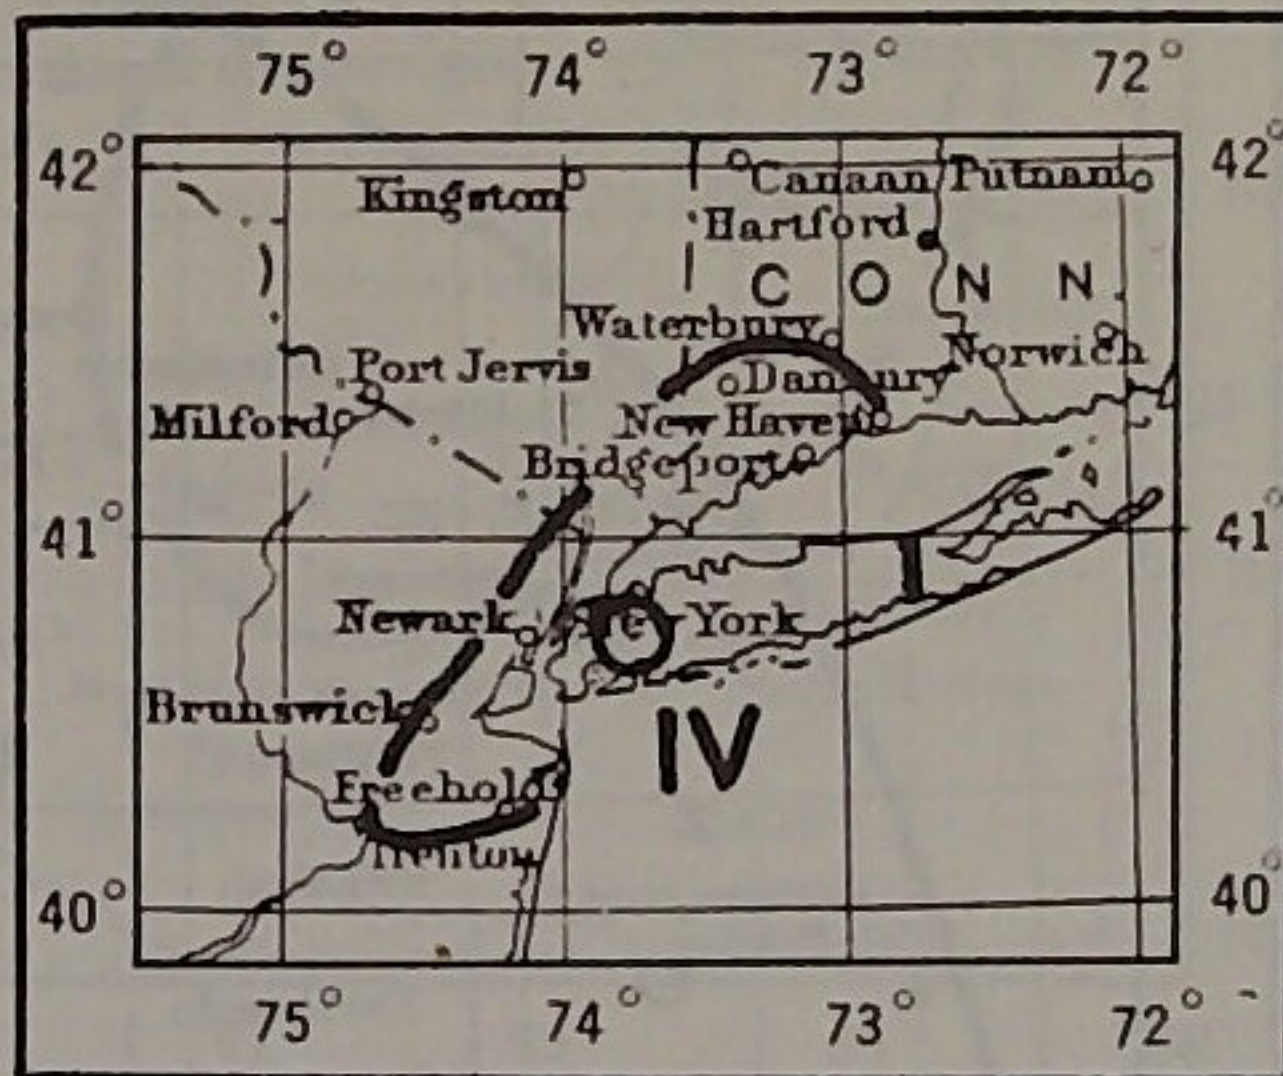 75° 74° 73° 72°
42° 42°
Kingston Canaan Putnam
Hartford
C O N N.
Waterbury
Norwich
Port Jervis Danbury
Milford New Haven
Bridgeport
41° 41
Newark York
Brunswick
IV
Freehold
Trenton
40° 40°
75° 74° 73° 72°